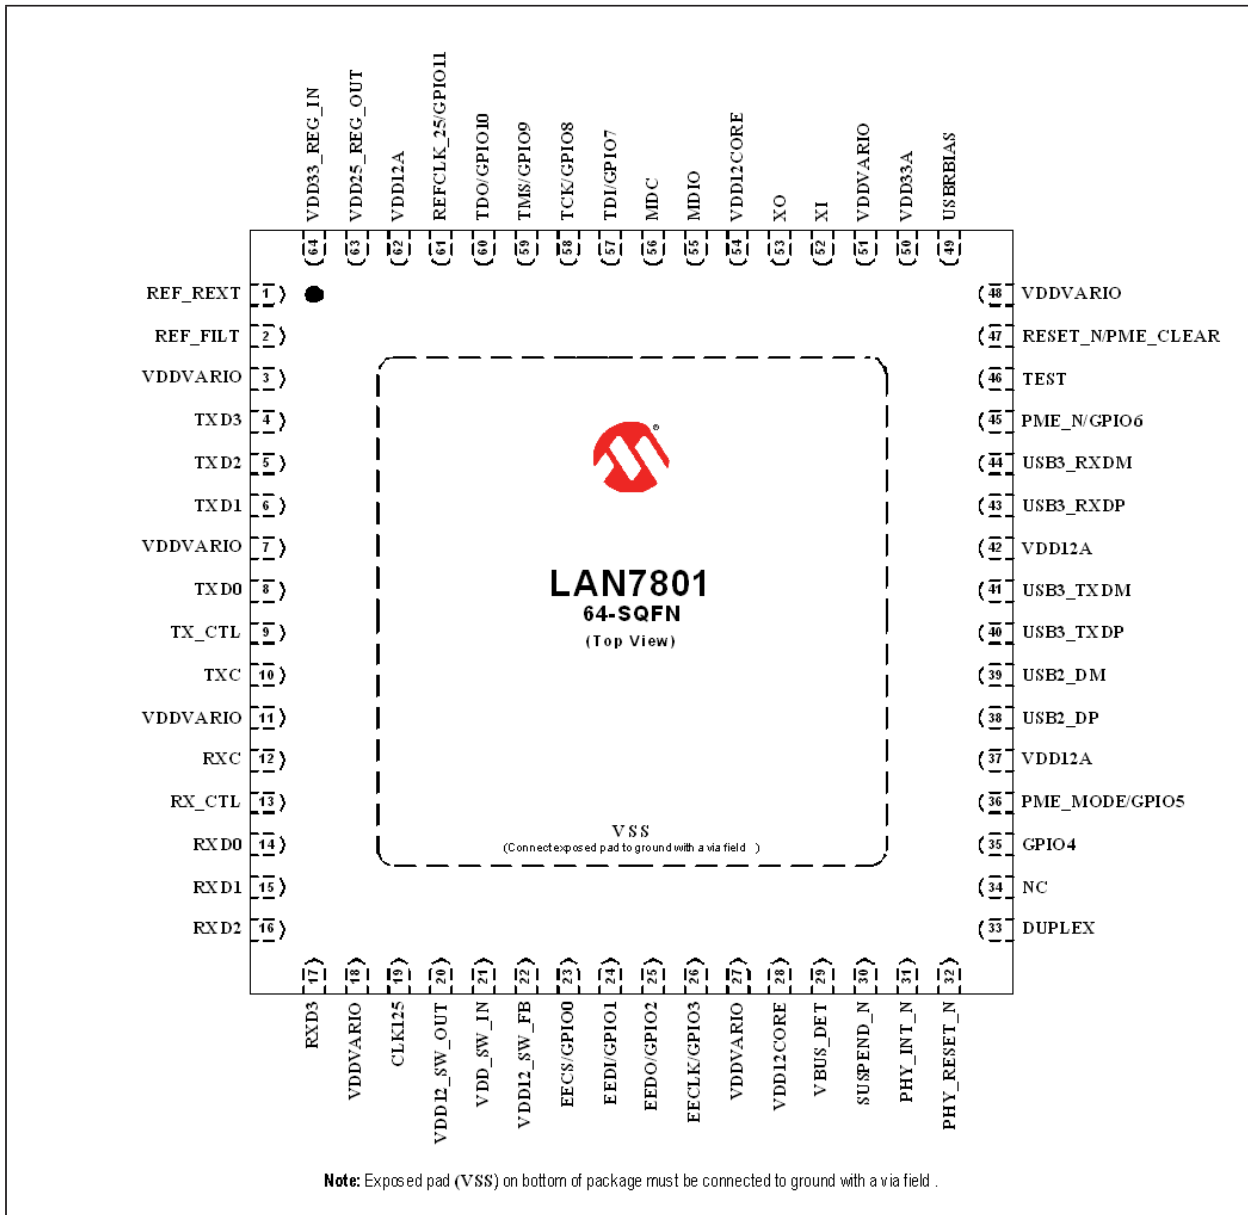 VDD33_REG_IN
VDD25_REG_OUT
VDD12A
REFCLK_25/GPIO11
TDO/GPIO10
TMS/GPIO9
TCK/GPIO8
TDI/GPIO7
MDC
MDIO
VDD12CORE
XO
XI
VDDVARIO
VDD33A
USBRBIAS
64
63
62
61
60
59
58
57
56
55
54
53
52
51
50
49
REF_REXT 1
REF_FILT 2
VDDVARIO 3
TXD3 4
TXD2 5
TXD1 6
VDDVARIO 7
TXD0 8
TX_CTL 9
TXC 10
VDDVARIO 11
RXC 12
RX_CTL 13
RXD0 14
RXD1 15
RXD2 16
®
LAN7801
64-SQFN
(Top View)
VSS
(Connect exposed pad to ground with a via field )
48 VDDVARIO
47 RESET_N/PME_CLEAR
46 TEST
45 PME_N/GPIO6
44 USB3_RXDM
43 USB3_RXDP
42 VDD12A
41 USB3_TXDM
40 USB3_TXDP
39 USB2_DM
38 USB2_DP
37 VDD12A
36 PME_MODE/GPIO5
35 GPIO4
34 NC
33 DUPLEX
17
18
19
20
21
22
23
24
25
26
27
28
29
30
31
32
RXD3
VDDVARIO
CLK125
VDD12_SW_OUT
VDD_SW_IN
VDD12_SW_FB
EECS/GPIO0
EEDI/GPIO1
EEDO/GPIO2
EECLK/GPIO3
VDDVARIO
VDD12CORE
VBUS_DET
SUSPEND_N
PHY_INT_N
PHY_RESET_N
Note: Exposed pad (VSS) on bottom of package must be connected to ground with a via field .